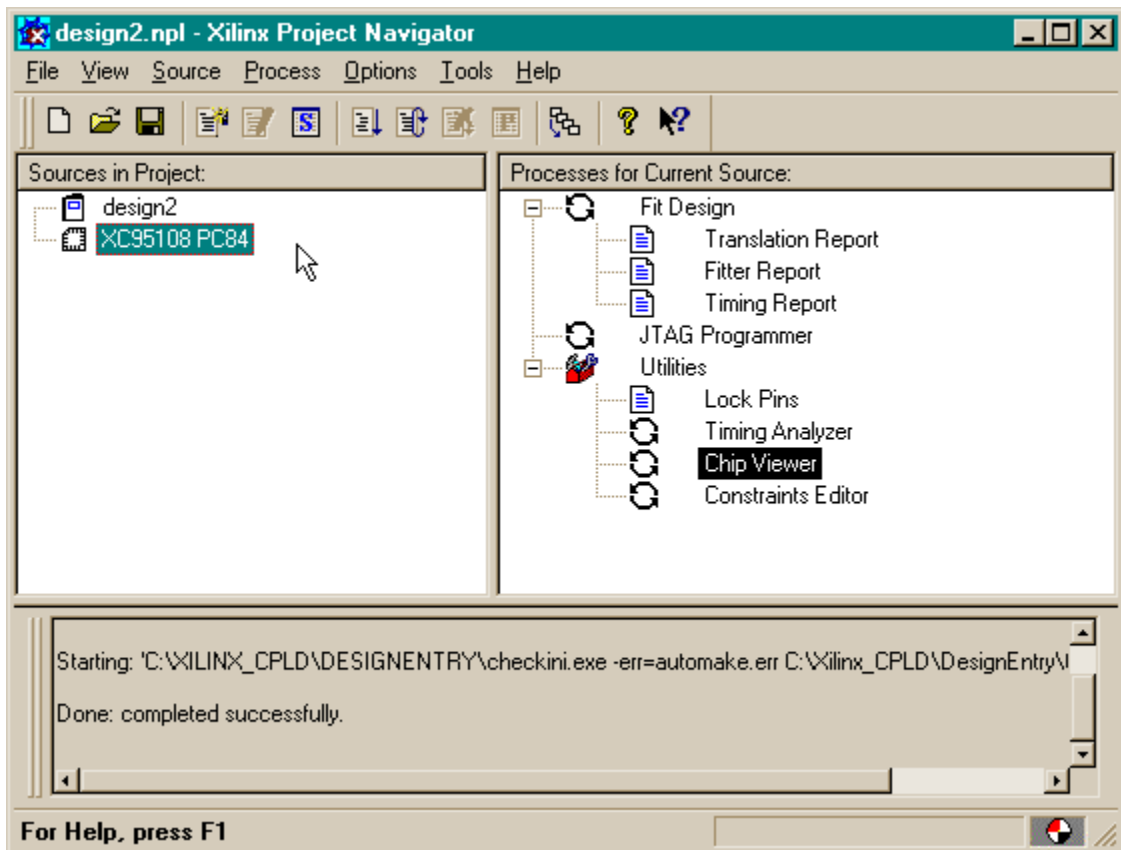 design2.npl - Xilinx Project Navigator
File View Source Process Options Tools Help
Sources in Project:
design2
XC95108 PC84
Processes for Current Source:
Fit Design
Translation Report
Fitter Report
Timing Report
JTAG Programmer
Utilities
Lock Pins
Timing Analyzer
Chip Viewer
Constraints Editor
Starting: 'C:\XILINX_CPLD\DESIGNENTRY\checkini.exe -err=automake.err C:\Xilinx_CPLD\DesignEntry\
Done: completed successfully.
For Help, press F1